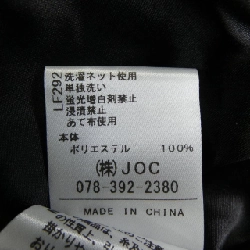 LF292
洗濯ネット使用
単独洗い
蛍光増白剤禁止
浸漬禁止
あて布使用
本体
ポリエステル 100%
(株)JOC
078-392-2380
MADE IN CHINA